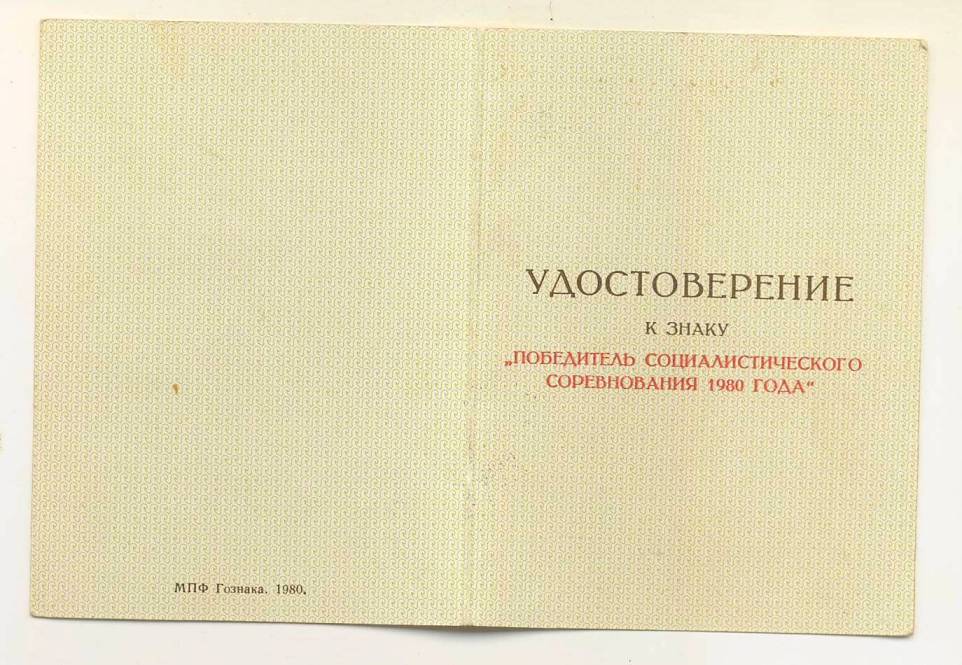 УДОСТОВЕРЕНИЕ
К ЗНАКУ
„ПОБЕДИТЕЛЬ СОЦИАЛИСТИЧЕСКОГО
СОРЕВНОВАНИЯ 1980 ГОДА“
МПФ Гознака. 1980.